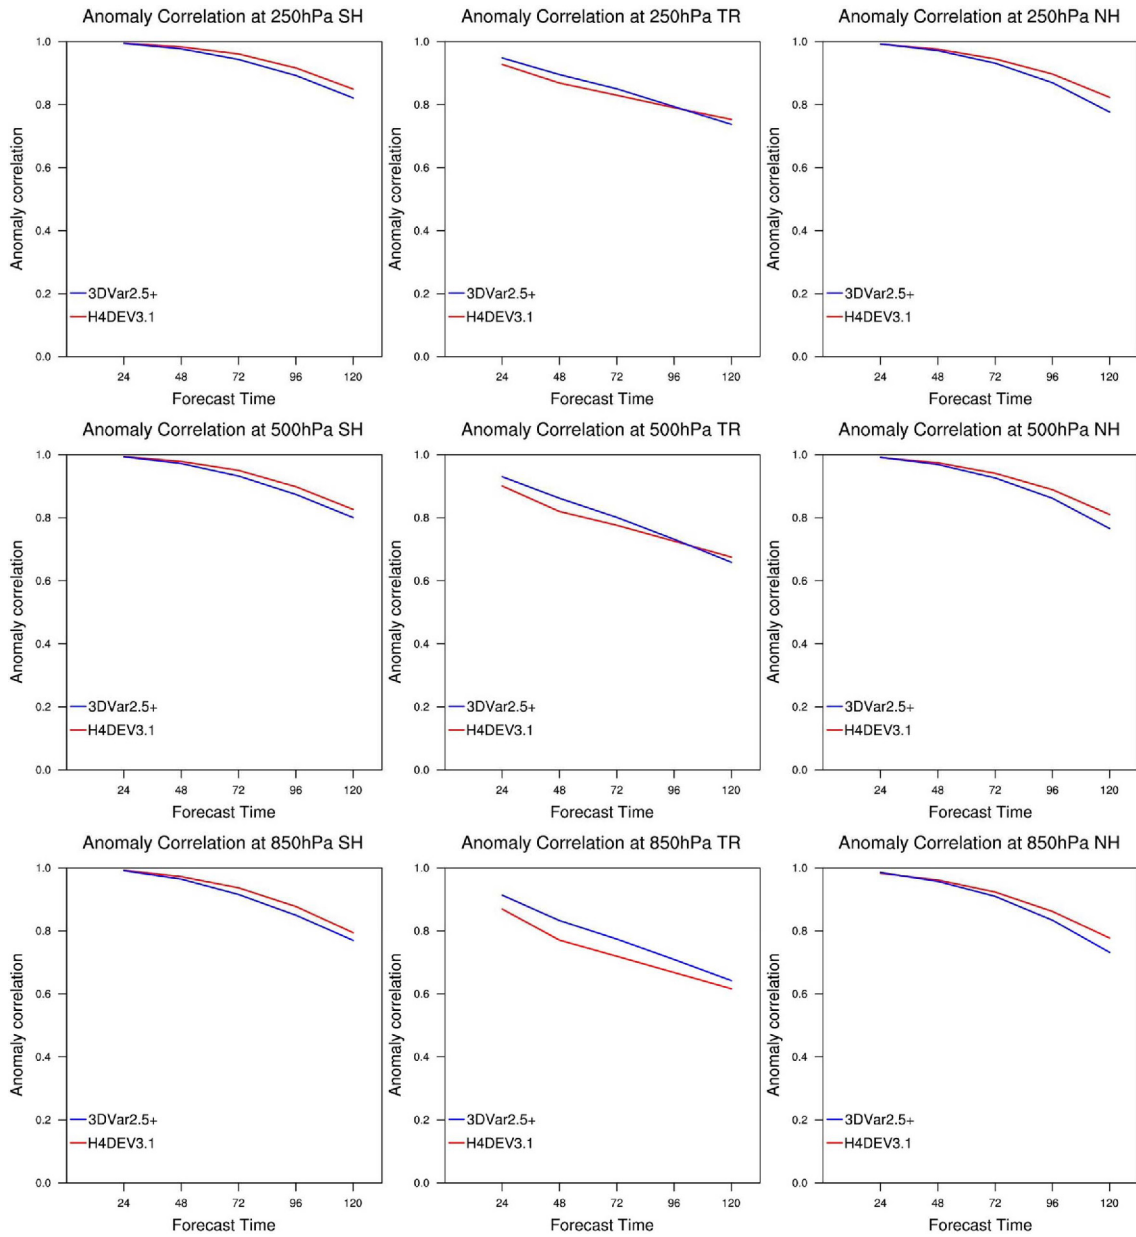 Anomaly Correlation at 250hPa SH
1.0
0.8
0.6
0.4
0.2
0.0
Anomaly correlation
3DVar2.5+
H4DEV3.1
24 48 72 96 120
Forecast Time
Anomaly Correlation at 250hPa TR
1.0
0.8
0.6
0.4
0.2
0.0
Anomaly correlation
3DVar2.5+
H4DEV3.1
24 48 72 96 120
Forecast Time
Anomaly Correlation at 250hPa NH
1.0
0.8
0.6
0.4
0.2
0.0
Anomaly correlation
3DVar2.5+
H4DEV3.1
24 48 72 96 120
Forecast Time
Anomaly Correlation at 500hPa SH
1.0
0.8
0.6
0.4
0.2
0.0
Anomaly correlation
3DVar2.5+
H4DEV3.1
24 48 72 96 120
Forecast Time
Anomaly Correlation at 500hPa TR
1.0
0.8
0.6
0.4
0.2
0.0
Anomaly correlation
3DVar2.5+
H4DEV3.1
24 48 72 96 120
Forecast Time
Anomaly Correlation at 500hPa NH
1.0
0.8
0.6
0.4
0.2
0.0
Anomaly correlation
3DVar2.5+
H4DEV3.1
24 48 72 96 120
Forecast Time
Anomaly Correlation at 850hPa SH
1.0
0.8
0.6
0.4
0.2
0.0
Anomaly correlation
3DVar2.5+
H4DEV3.1
24 48 72 96 120
Forecast Time
Anomaly Correlation at 850hPa TR
1.0
0.8
0.6
0.4
0.2
0.0
Anomaly correlation
3DVar2.5+
H4DEV3.1
24 48 72 96 120
Forecast Time
Anomaly Correlation at 850hPa NH
1.0
0.8
0.6
0.4
0.2
0.0
Anomaly correlation
3DVar2.5+
H4DEV3.1
24 48 72 96 120
Forecast Time